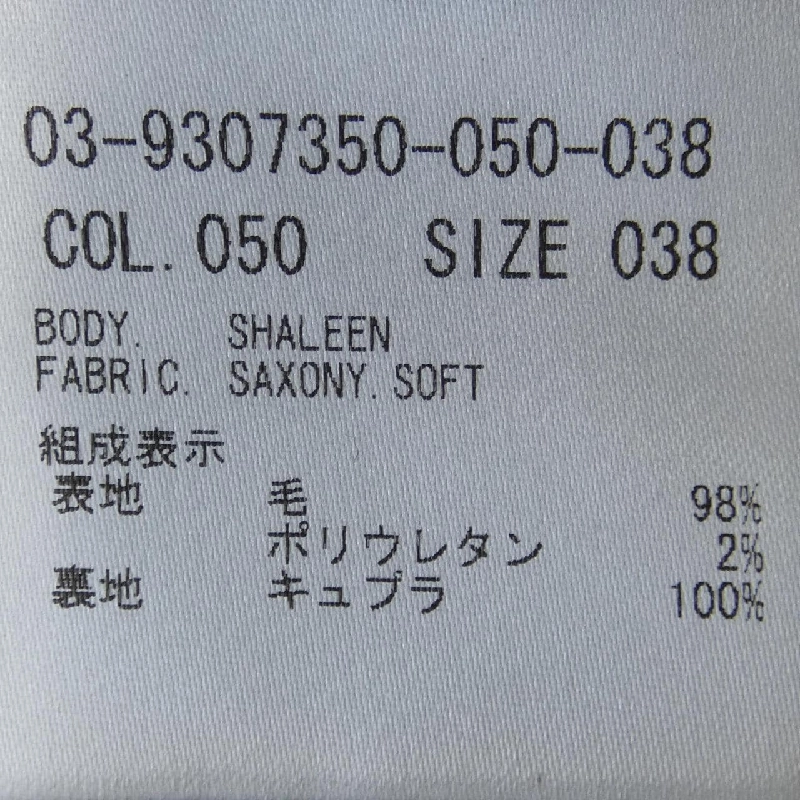 03-9307350-050-038
COL. 050 SIZE 038
BODY. SHALEEN
FABRIC. SAXONY.SOFT
組成表示
表地 毛 98%
ポリウレタン 2%
裏地 キュプラ 100%